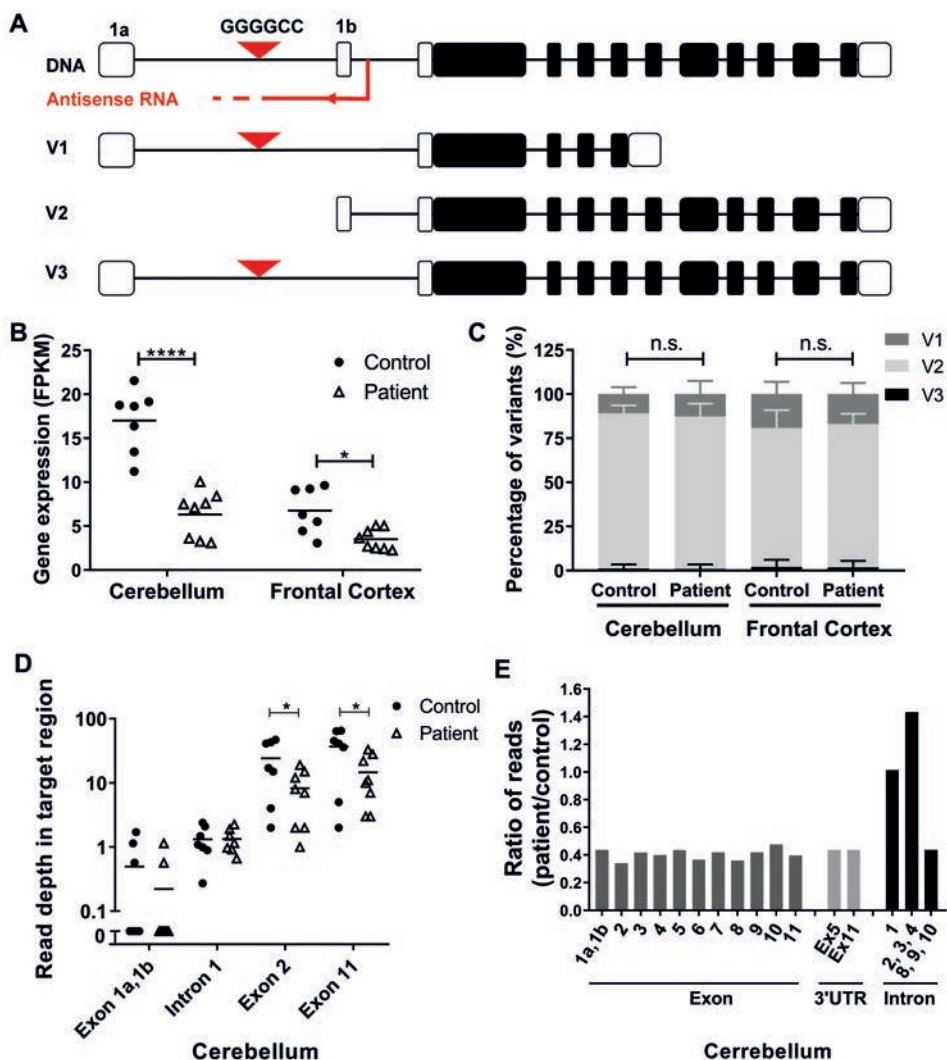 A
1a GGGGCC 1b
DNA
Antisense RNA
V1
V2
V3
B
Gene expression (FPKM)
25
20
15
10
5
0
****
*
Control
Patient
Cerebellum Frontal Cortex
C
Percentage of variants (%)
125
100
75
50
25
0
n.s. n.s.
V1
V2
V3
Control Patient Control Patient
Cerebellum Frontal Cortex
D
Read depth in target region
100
10
1
0.1
0
* *
Control
Patient
Exon 1a,1b Intron 1 Exon 2 Exon 11
Cerebellum
E
Ratio of reads
(patient/control)
1.6
1.4
1.2
1.0
0.8
0.6
0.4
0.2
0.0
1a,1b 2 3 4 5 6 7 8 9 10 11 Ex5 Ex11 1 2, 3, 4 8, 9, 10
Exon 3'UTR Intron
Cerrebellum